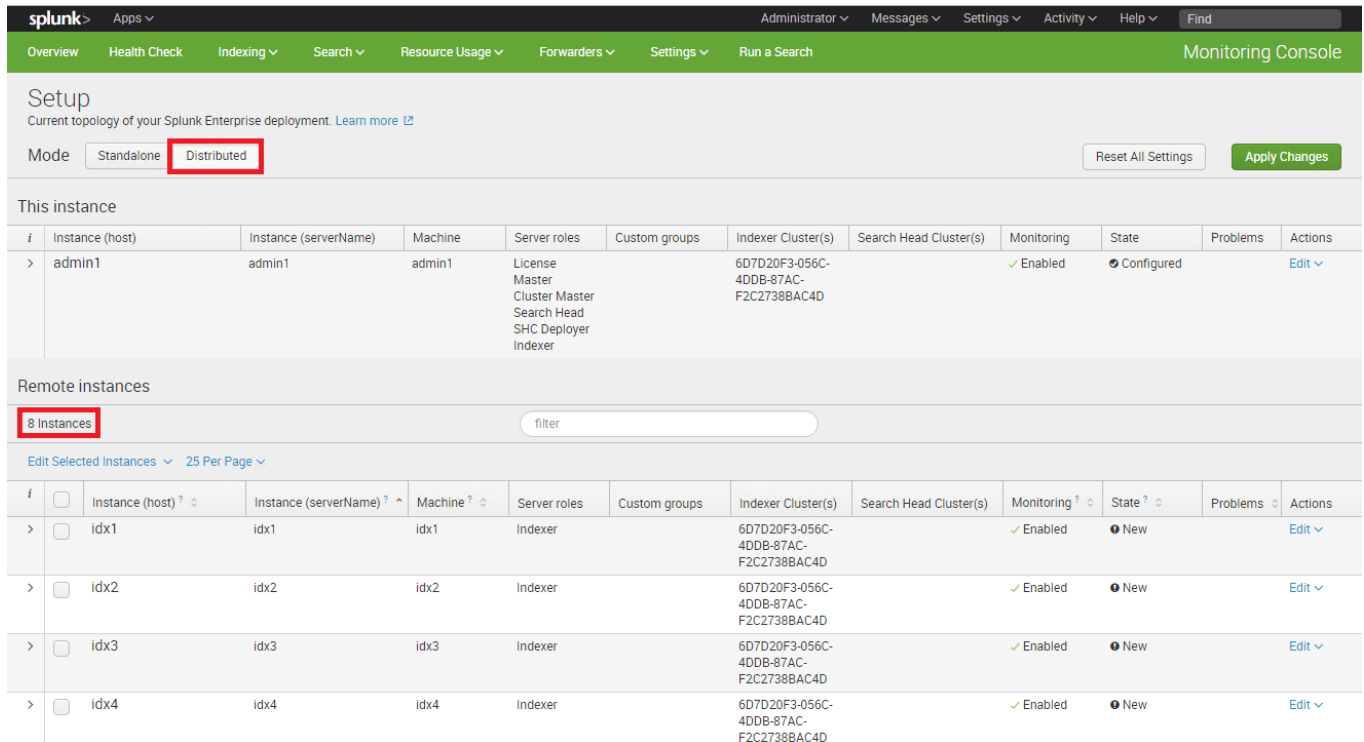 splunk> Apps Administrator Messages Settings Activity Help Find
Overview Health Check Indexing Search Resource Usage Forwarders Settings Run a Search Monitoring Console
Setup
Current topology of your Splunk Enterprise deployment. Learn more
Mode Standalone Distributed Reset All Settings Apply Changes
This instance
i Instance (host) Instance (serverName) Machine Server roles Custom groups Indexer Cluster(s) Search Head Cluster(s) Monitoring State Problems Actions
> admin1 admin1 admin1 License 6D7D20F3-056C- Enabled Configured Edit
Master 4DDB-87AC-
Cluster Master F2C2738BAC4D
Search Head
SHC Deployer
Indexer
Remote instances
8 Instances filter
Edit Selected Instances 25 Per Page
i Instance (host) ? Instance (serverName) ? Machine ? Server roles Custom groups Indexer Cluster(s) Search Head Cluster(s) Monitoring ? State ? Problems Actions
> idx1 idx1 idx1 Indexer 6D7D20F3-056C- Enabled New Edit
4DDB-87AC-
F2C2738BAC4D
> idx2 idx2 idx2 Indexer 6D7D20F3-056C- Enabled New Edit
4DDB-87AC-
F2C2738BAC4D
> idx3 idx3 idx3 Indexer 6D7D20F3-056C- Enabled New Edit
4DDB-87AC-
F2C2738BAC4D
> idx4 idx4 idx4 Indexer 6D7D20F3-056C- Enabled New Edit
4DDB-87AC-
F2C2738BAC4D